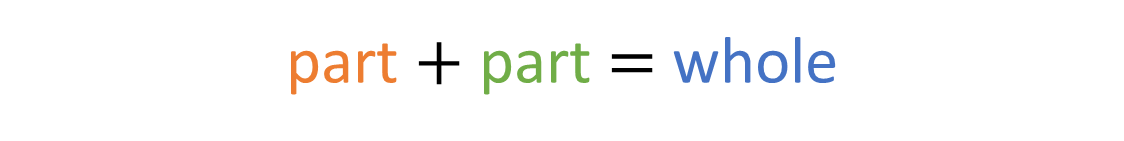 part + part = whole